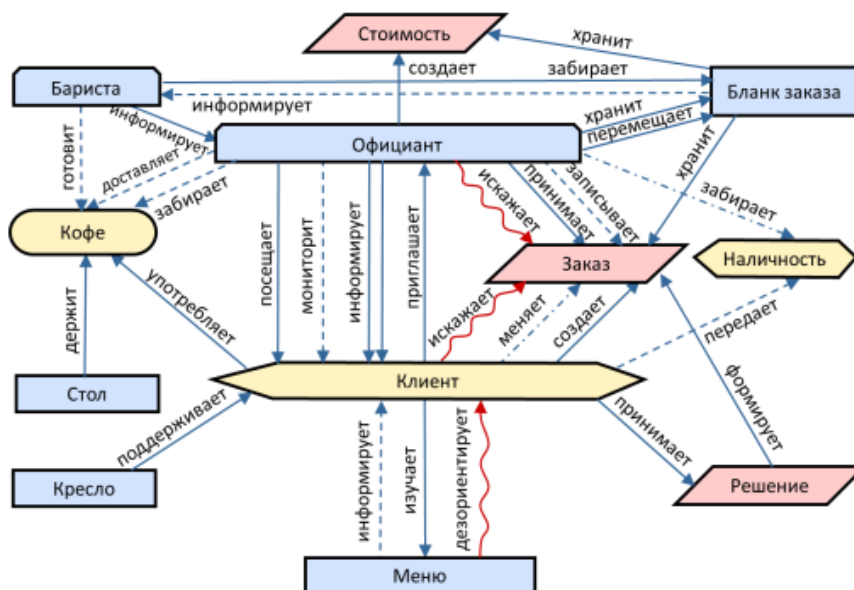 Стоимость
хранит
создает
забирает
Бариста
Бланк заказа
информирует
информирует
хранит
перемещает
Официант
готовит
доставляет
забирает
искажает
принимает
записывает
хранит
забирает
Кофе
посещает
мониторит
информирует
приглашает
Заказ
Наличность
держит
употребляет
искажает
меняет
создает
передает
Стол
Клиент
формирует
поддерживает
принимает
Кресло
информирует
изучает
дезориентирует
Решение
Меню